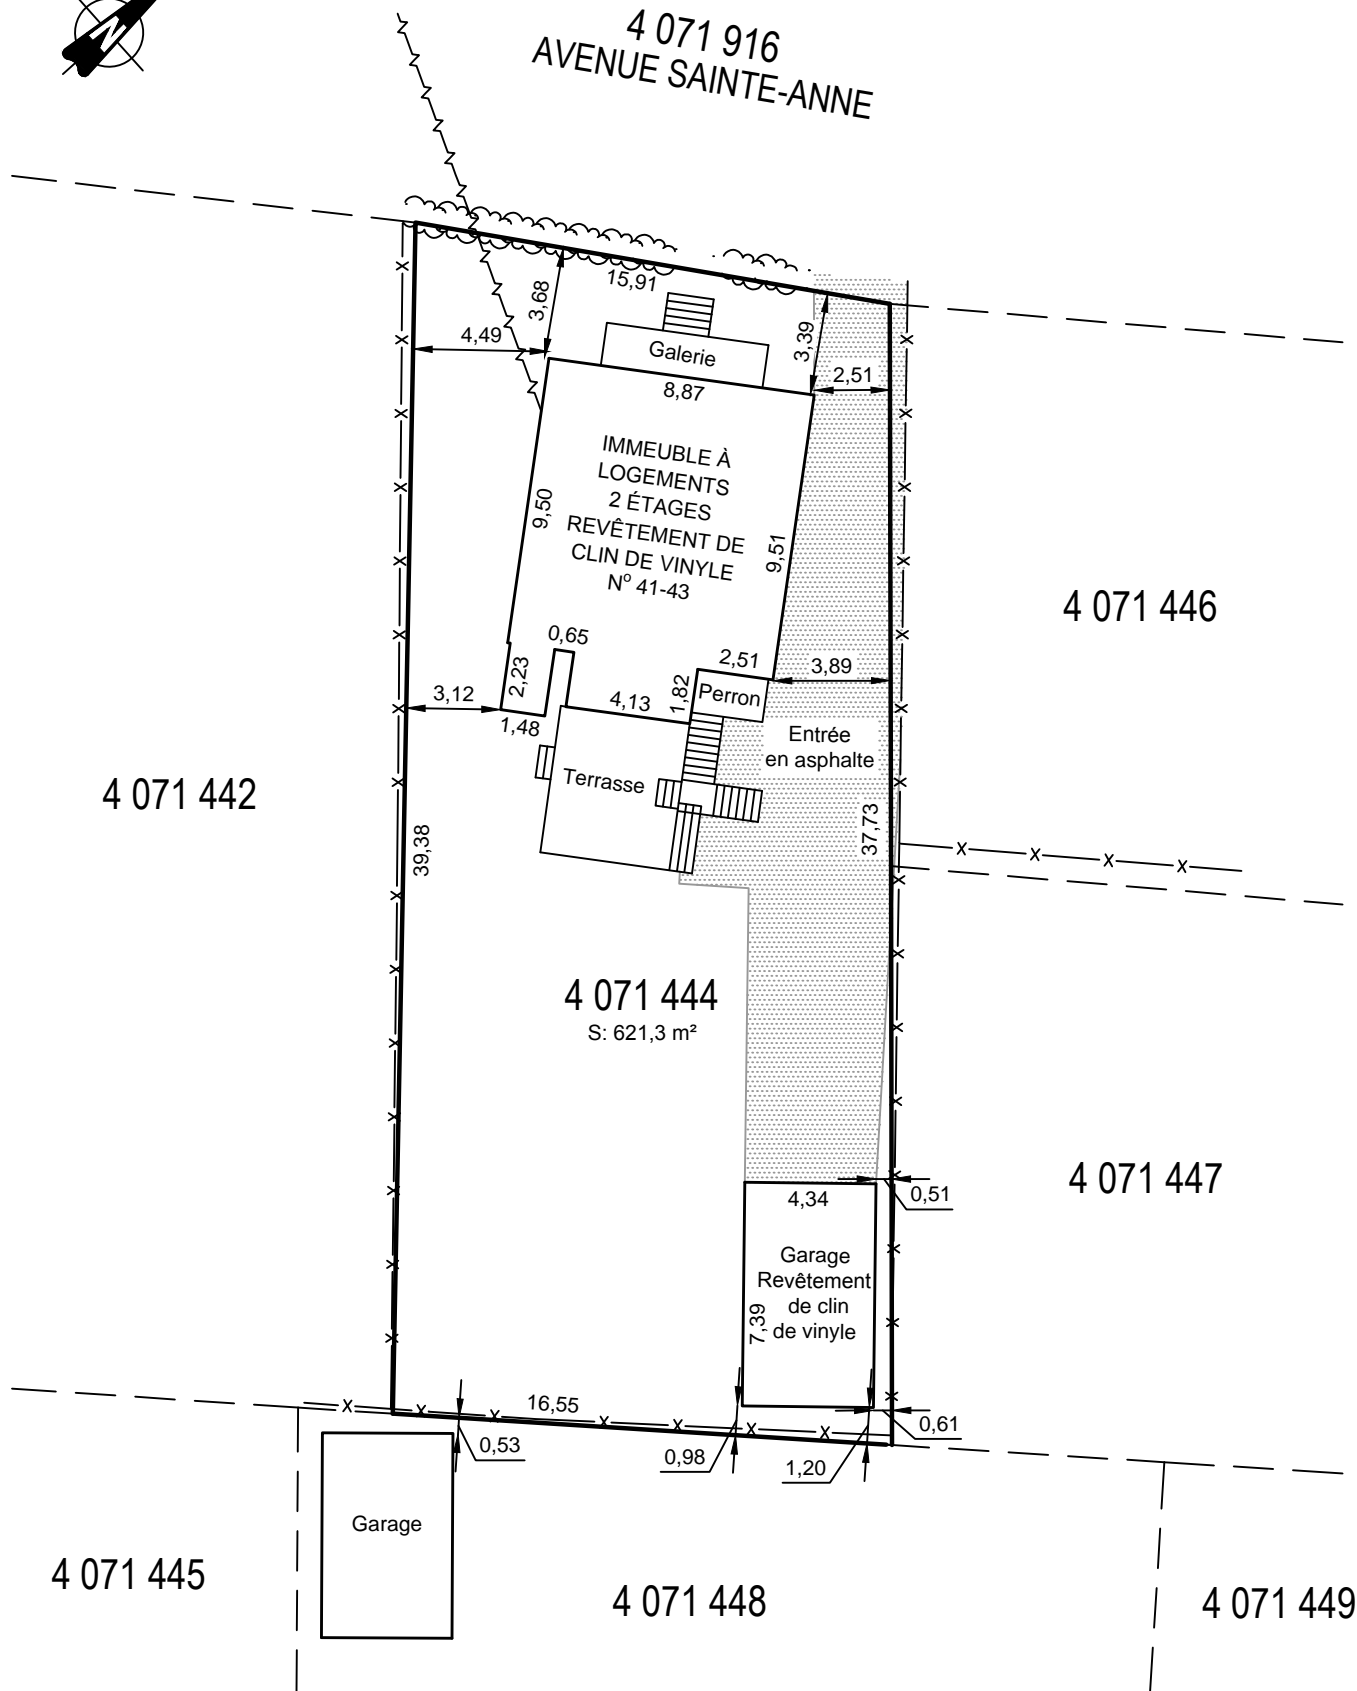 N
4 071 916
AVENUE SAINTE-ANNE
15,91
3,68
4,49
3,39
2,51
Galerie
8,87
IMMEUBLE À
LOGEMENTS
2 ÉTAGES
REVÊTEMENT DE
CLIN DE VINYLE
Nº 41-43
9,50
9,51
4 071 446
0,65
2,23
2,51
3,89
3,12
1,48
4,13
1,82
Perron
Entrée
en asphalte
Terrasse
4 071 442
39,38
37,73
4 071 444
S: 621,3 m²
4 071 447
4,34
0,51
Garage
Revêtement
de clin
de vinyle
7,39
16,55
0,53
0,98
1,20
0,61
Garage
4 071 445
4 071 448
4 071 449